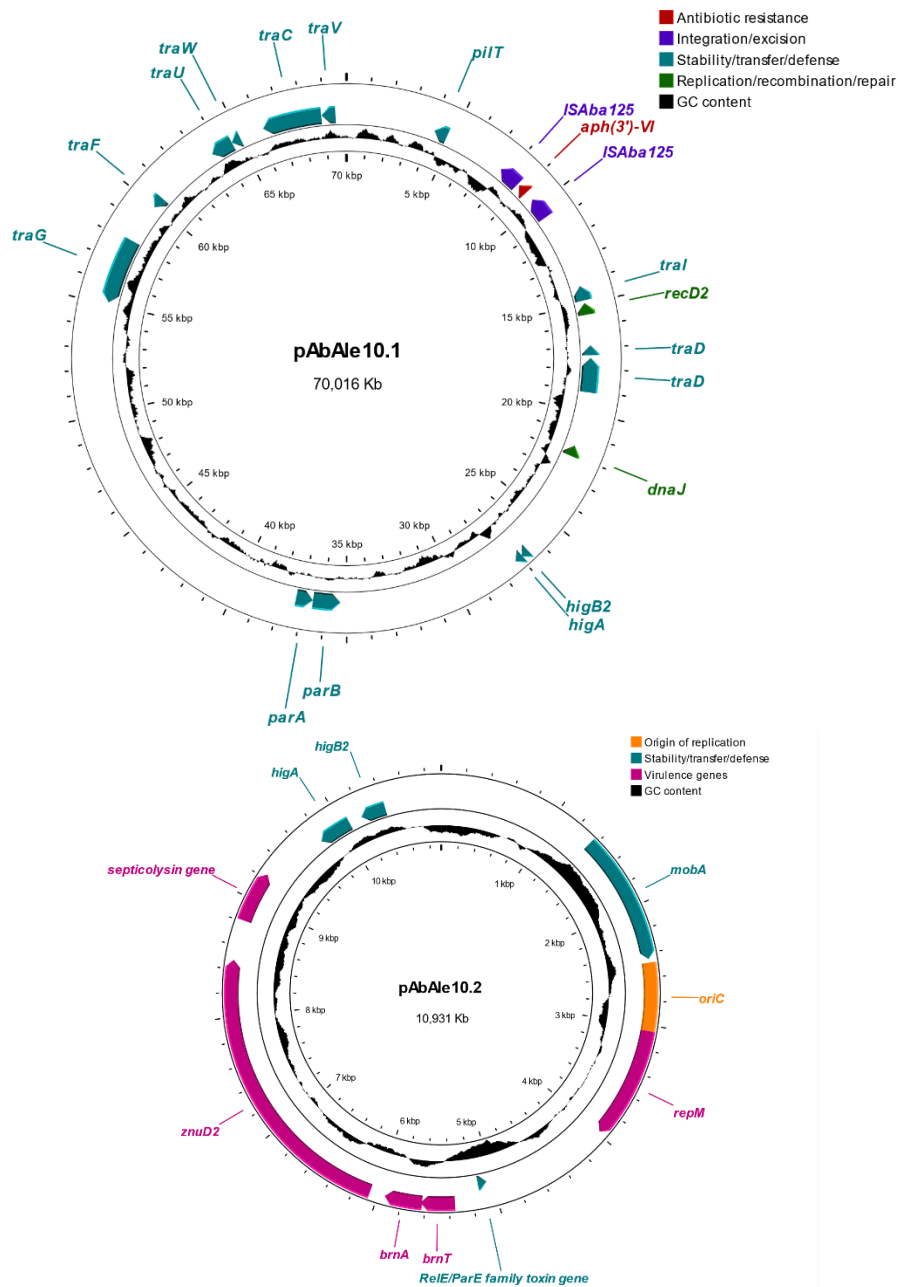 Antibiotic resistance
Integration/excision
Stability/transfer/defense
Replication/recombination/repair
GC content
traV
traC
traW
traU
traF
traG
pilT
ISAba125
aph(3')-VI
ISAba125
traI
recD2
traD
traD
dnaJ
higB2
higA
parB
parA
70 kbp
5 kbp
10 kbp
15 kbp
20 kbp
25 kbp
30 kbp
35 kbp
40 kbp
45 kbp
50 kbp
55 kbp
60 kbp
65 kbp
pAbAle10.1
70,016 Kb
Origin of replication
Stability/transfer/defense
Virulence genes
GC content
higB2
higA
septicolysin gene
mobA
oriC
repM
znuD2
brnA
brnT
RelE/ParE family toxin gene
1 kbp
2 kbp
3 kbp
4 kbp
5 kbp
6 kbp
7 kbp
8 kbp
9 kbp
10 kbp
pAbAle10.2
10,931 Kb